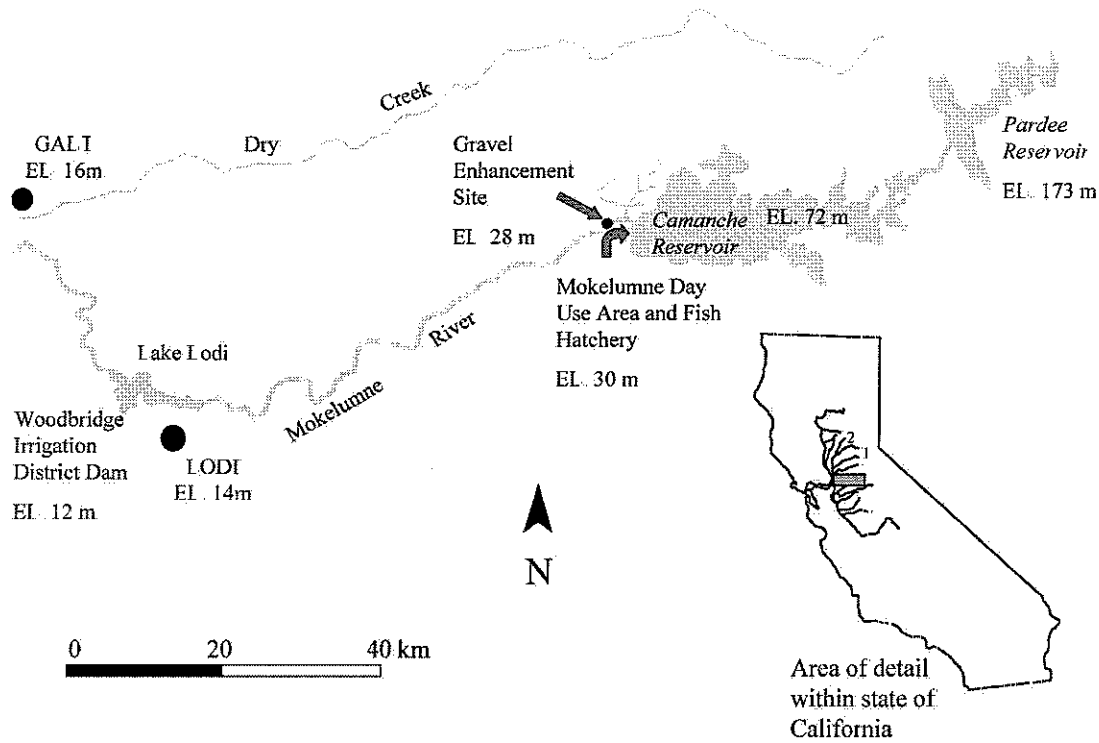 GALT
EL. 16m
Dry
Creek
Gravel
Enhancement
Site
EL 28 m
Camanche
Reservoir
EL. 72 m
Pardee
Reservoir
EL. 173 m
Mokelumne Day
Use Area and Fish
Hatchery
EL. 30 m
River
Mokelumne
Lake Lodi
Woodbridge
Irrigation
District Dam
EL. 12 m
LODI
EL. 14m
N
0 20 40 km
2
1
Area of detail
within state of
California